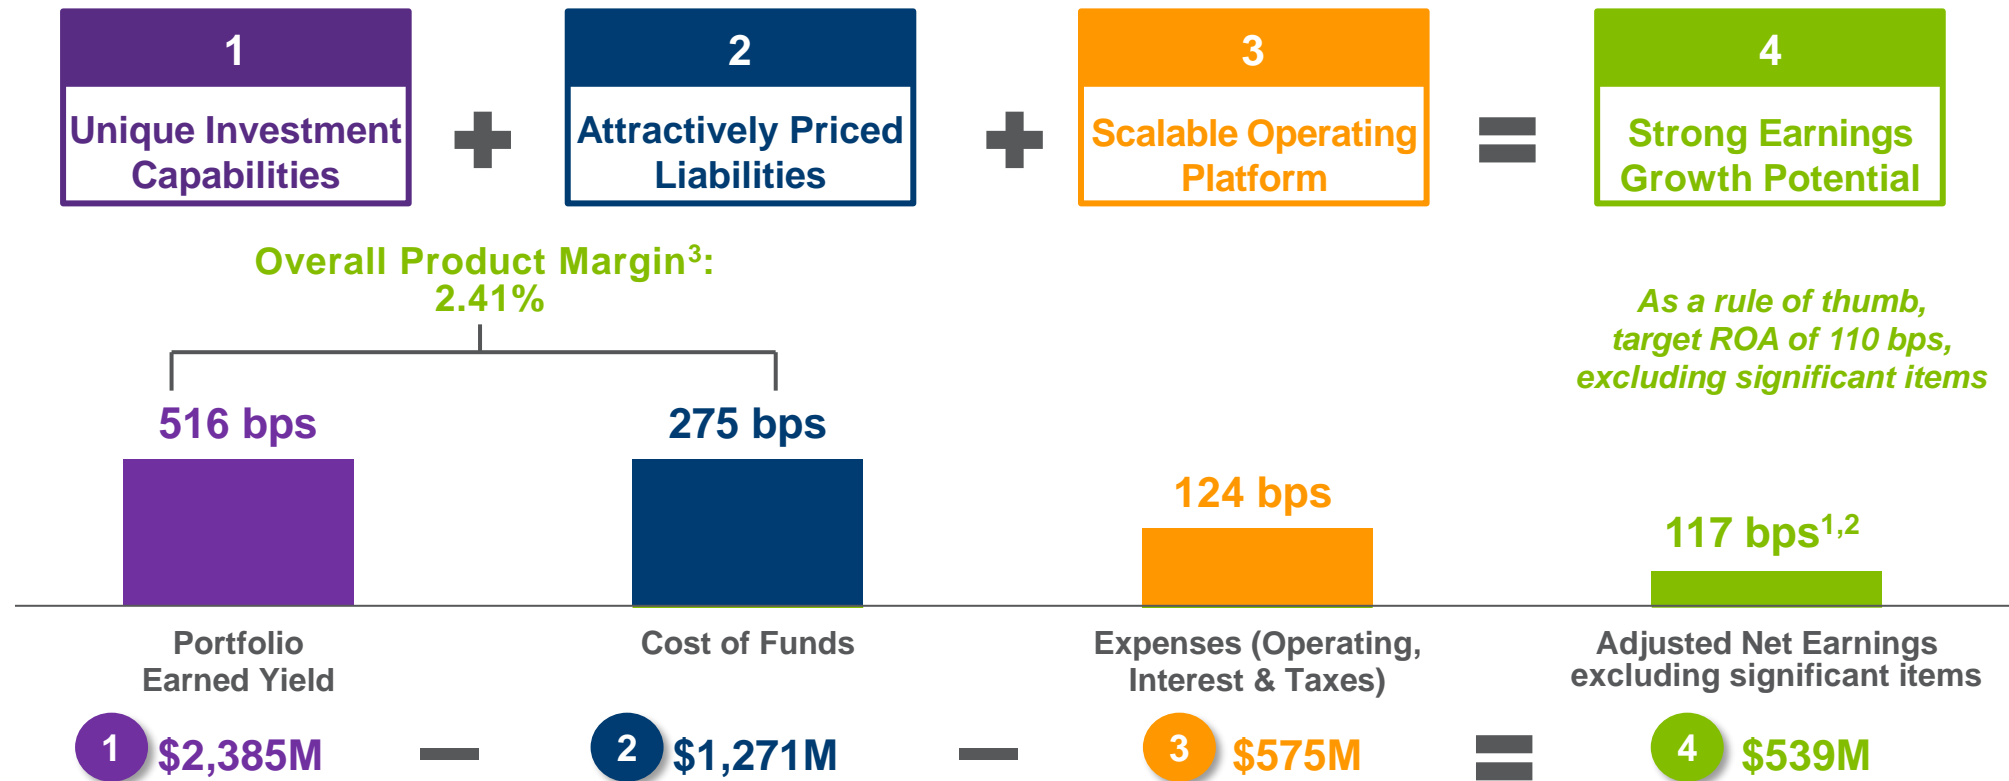 1
Unique Investment
Capabilities
2
Attractively Priced
Liabilities
3
Scalable Operating
Platform
4
Strong Earnings
Growth Potential
Overall Product Margin³:
2.41%
As a rule of thumb,
target ROA of 110 bps,
excluding significant items
516 bps
275 bps
124 bps
117 bps¹,²
Portfolio
Earned Yield
Cost of Funds
Expenses (Operating,
Interest & Taxes)
Adjusted Net Earnings
excluding significant items
1 $2,385M
2 $1,271M
3 $575M
4 $539M